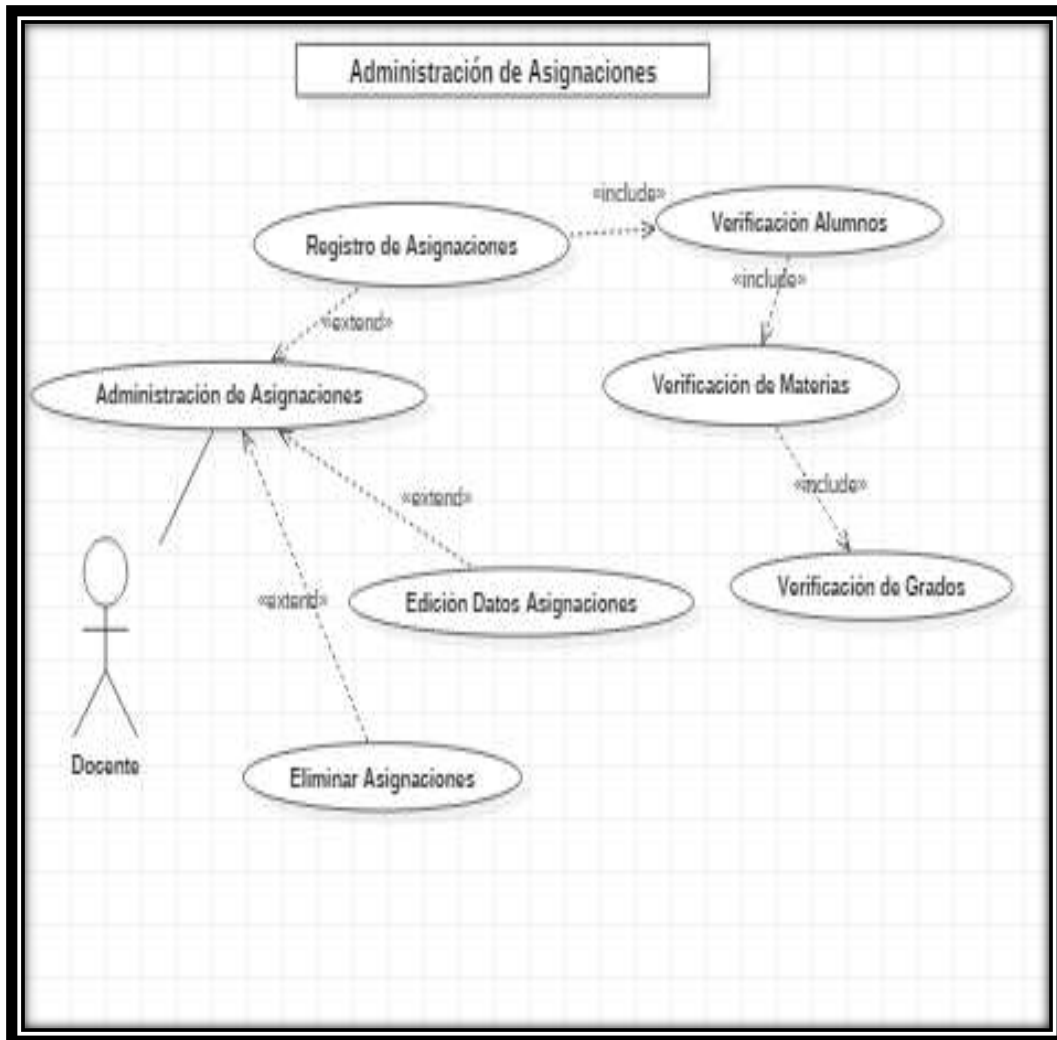 Administración de Asignaciones
«include»
Verificación Alumnos
Registro de Asignaciones
«include»
«extend»
Administración de Asignaciones
Verificación de Materias
«extend»
«include»
Verificación de Grados
«extend»
Edición Datos Asignaciones
Docente
Eliminar Asignaciones